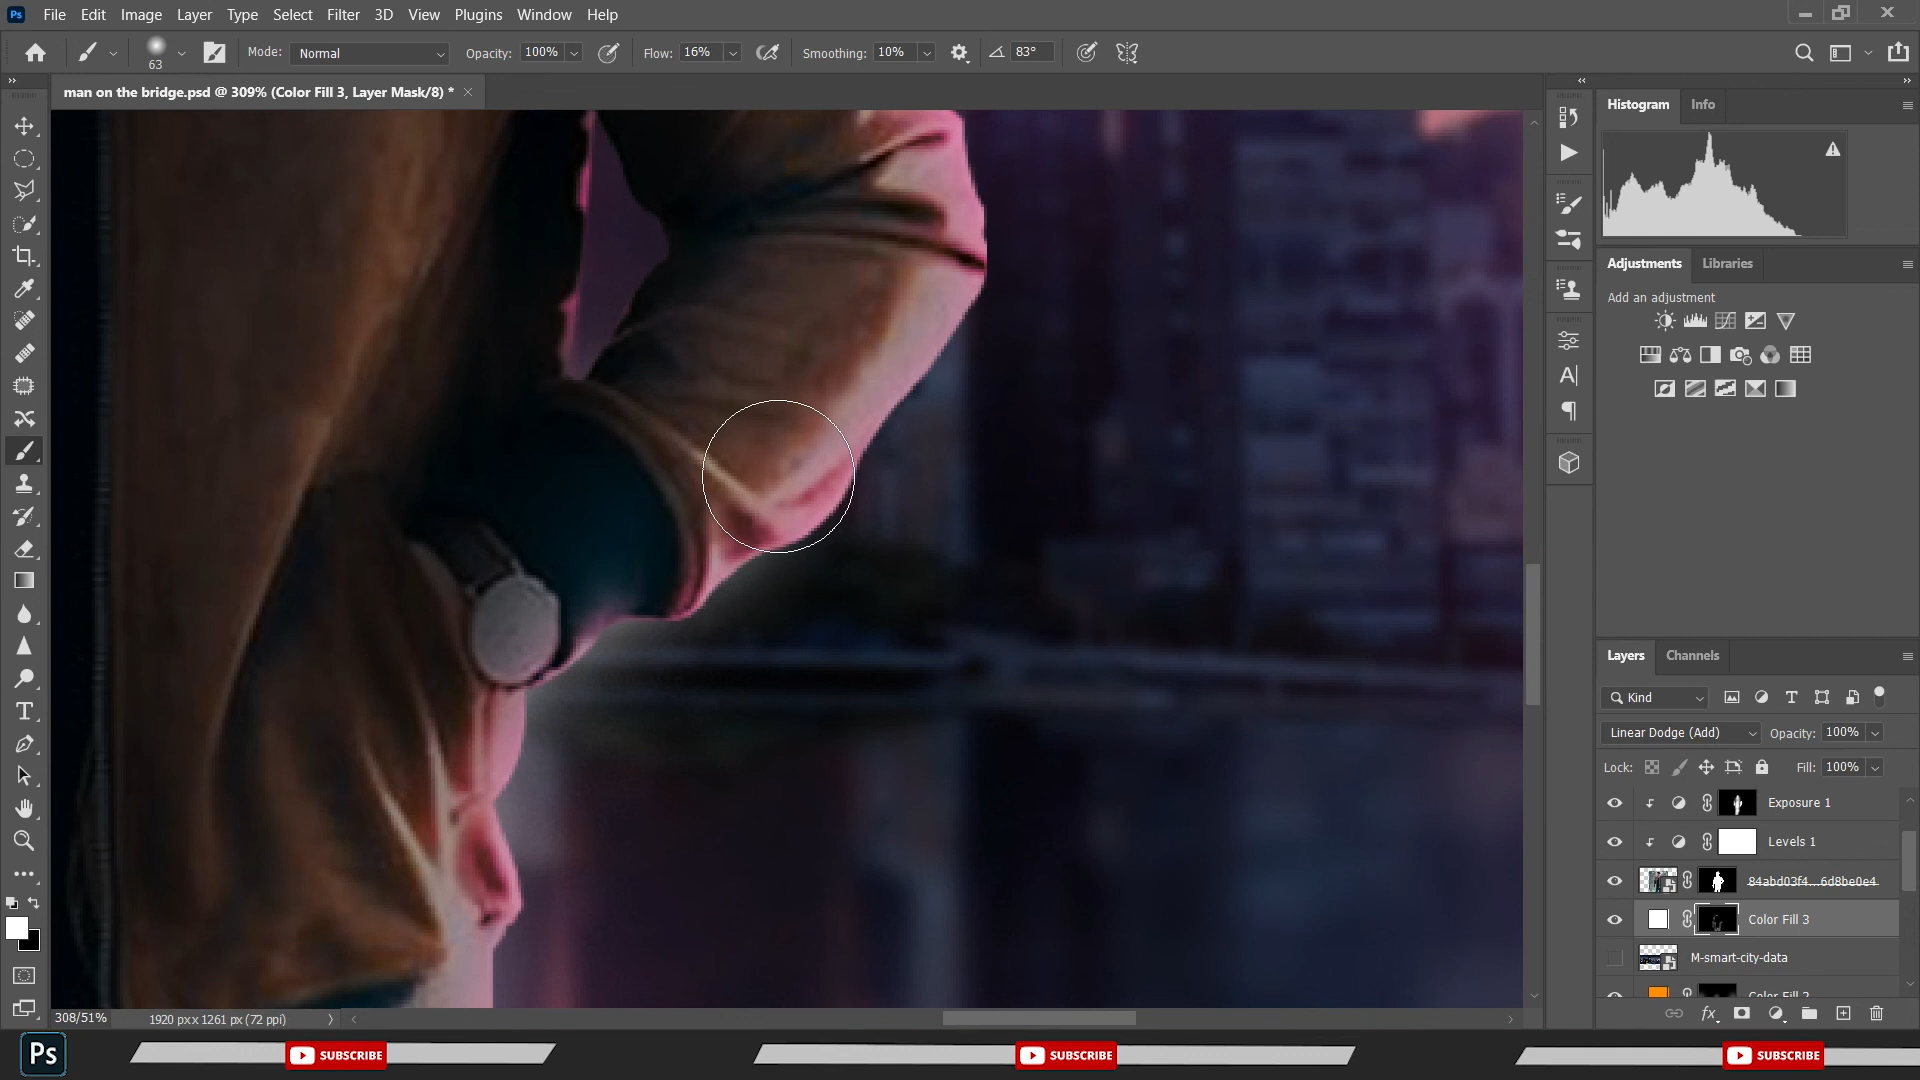 Ps File Edit Image Layer Type Select Filter 3D View Plugins Window Help
63 Mode: Normal Opacity: 100% Flow: 16% Smoothing: 10% 83°
man on the bridge.psd @ 309% (Color Fill 3, Layer Mask/8) *
Histogram Info
Adjustments Libraries
Add an adjustment
Layers Channels
Kind
Linear Dodge (Add) Opacity: 100%
Lock: Fill: 100%
Exposure 1
Levels 1
84abd03f4...6d8be0e4
Color Fill 3
M-smart-city-data
Color Fill 2
fx
308/51% 1920 px x 1261 px (72 ppi)
Ps SUBSCRIBE SUBSCRIBE SUBSCRIBE